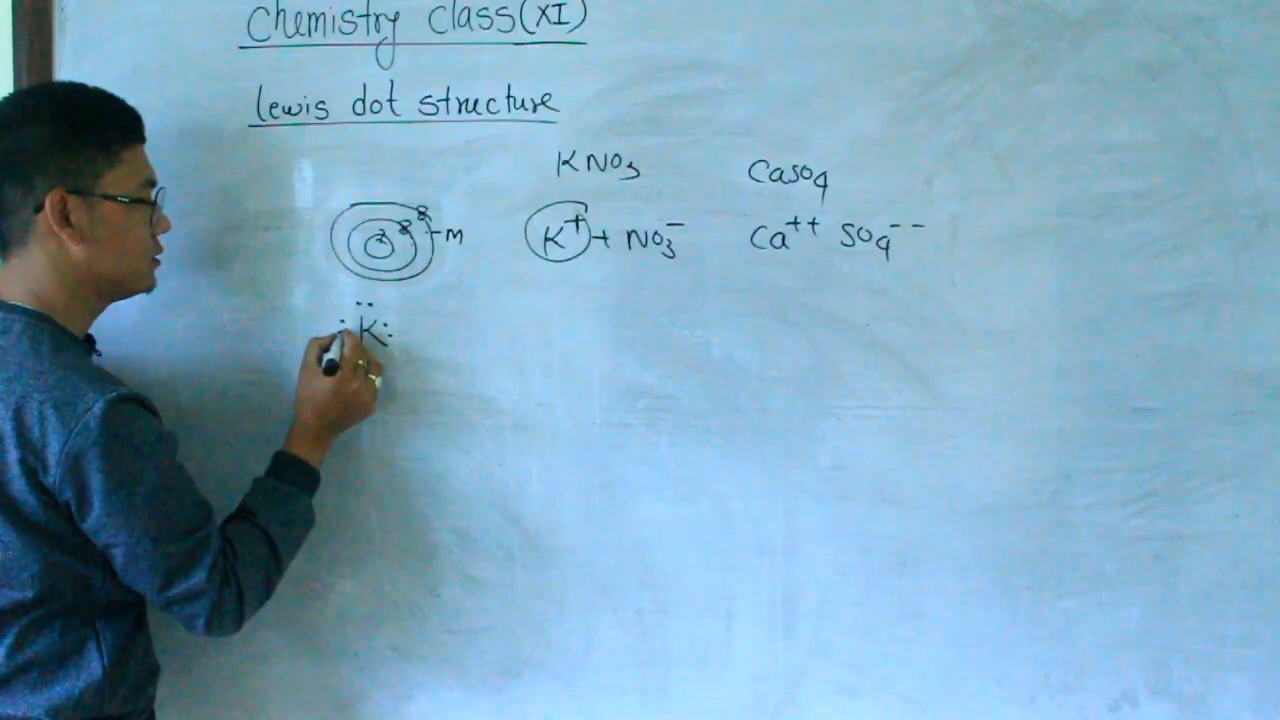 Chemistry class(XI)
lewis dot structure
KNO3 CaSO4
2 8 8 M K⁺ + NO3⁻ Ca⁺⁺ SO4⁻⁻
:K: